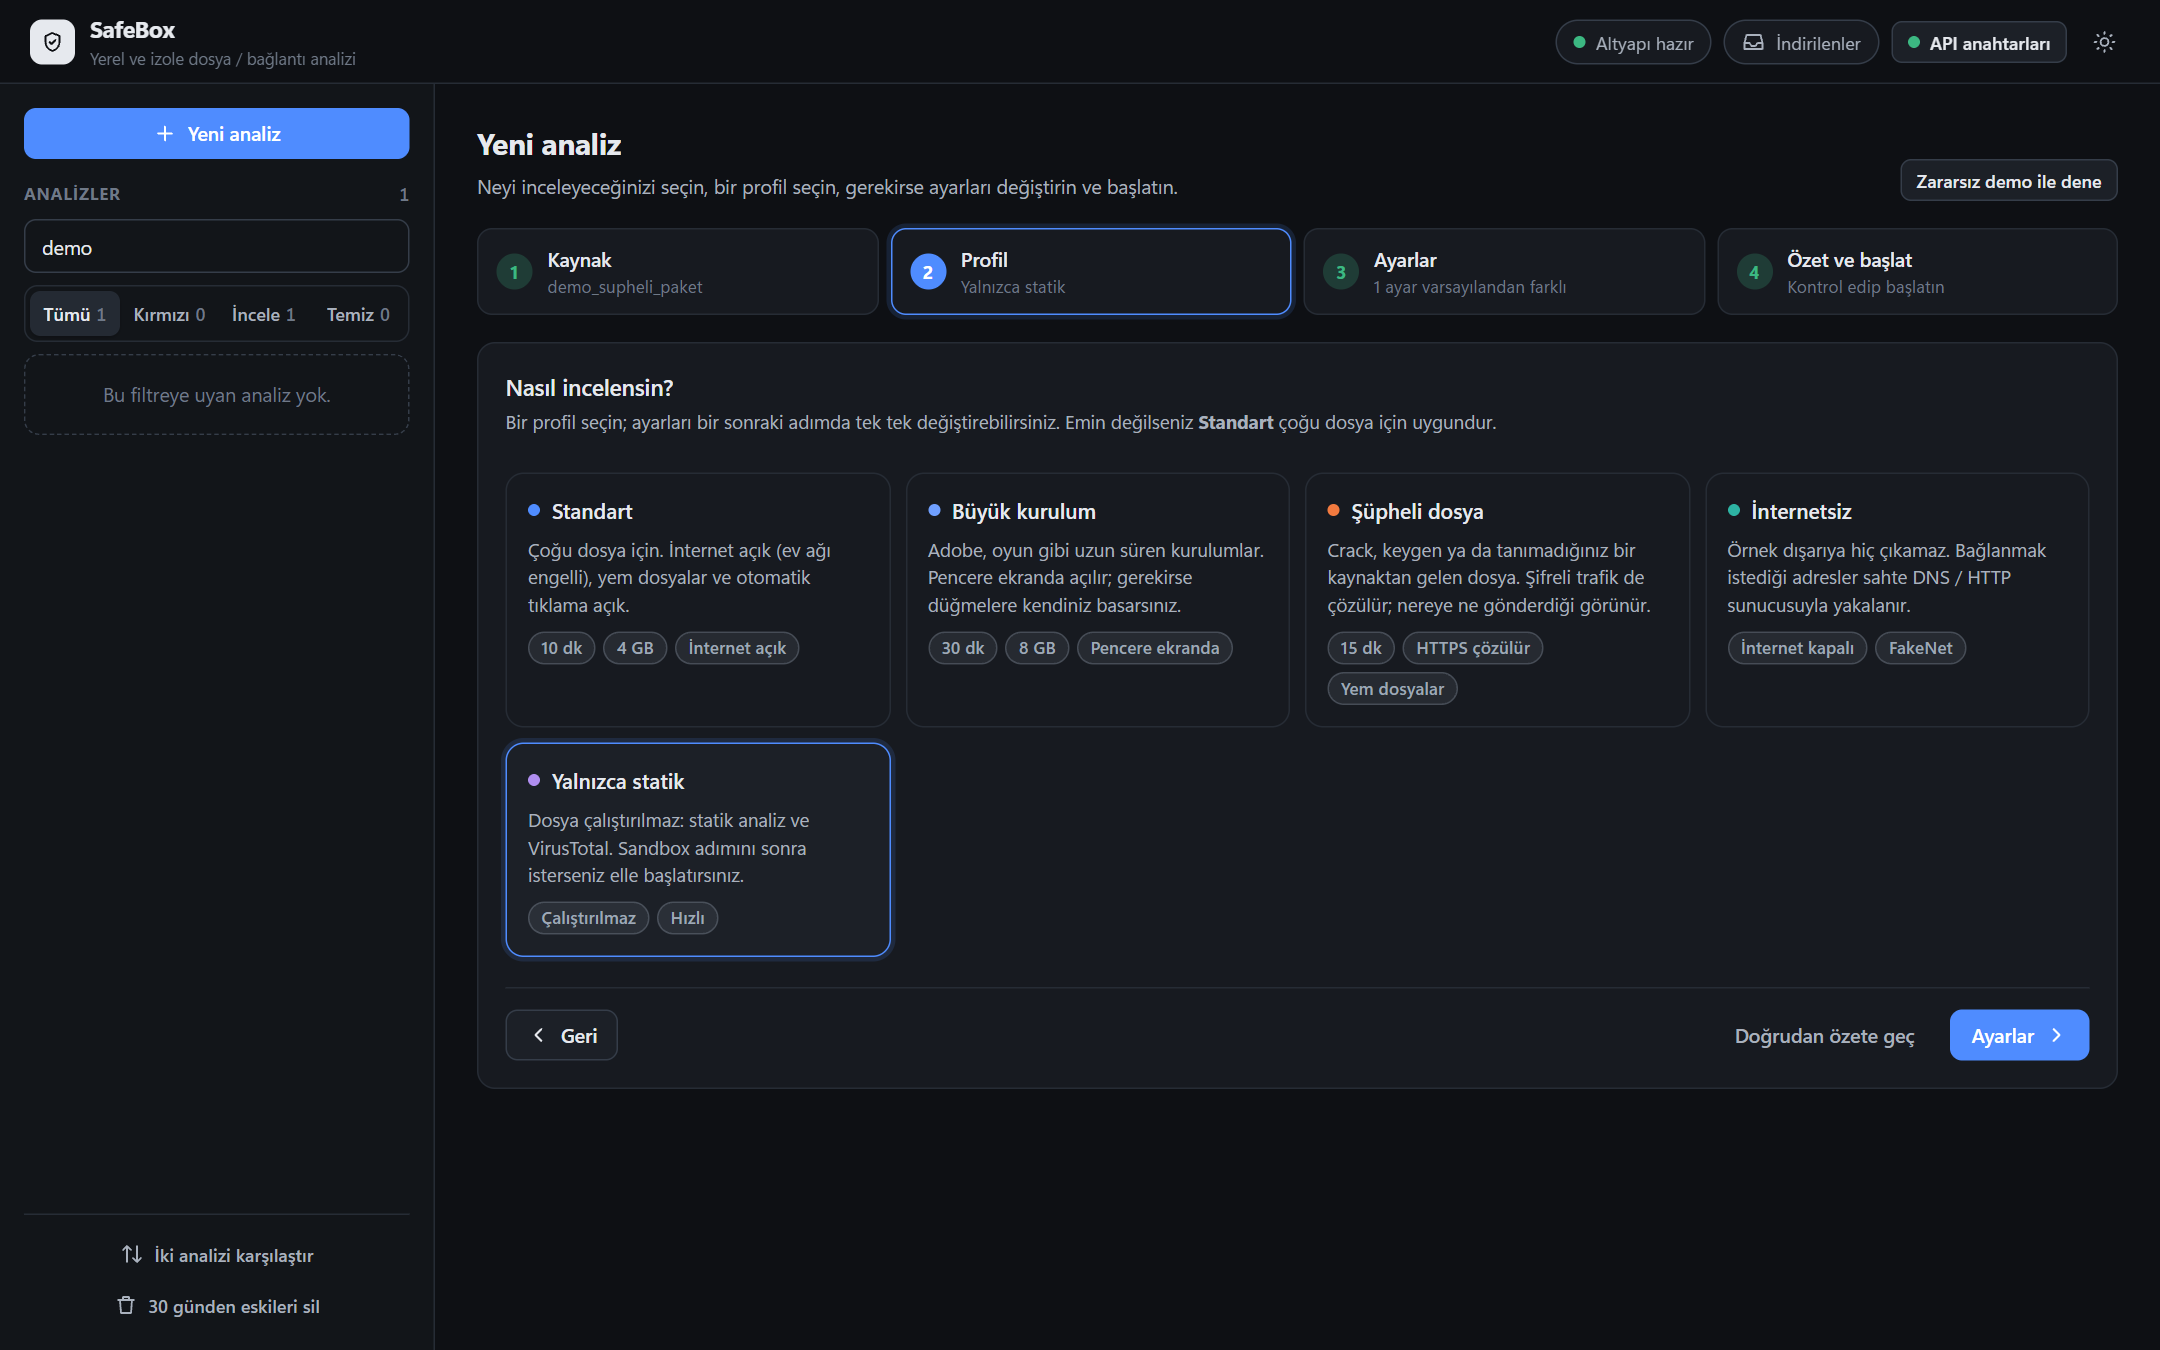 SafeBox
Yerel ve izole dosya / bağlantı analizi
Altyapı hazır
İndirilenler
API anahtarları
Yeni analiz
ANALİZLER 1
demo
Tümü 1 Kırmızı 0 İncele 1 Temiz 0
Bu filtreye uyan analiz yok.
İki analizi karşılaştır
30 günden eskileri sil
Yeni analiz
Neyi inceleyeceğinizi seçin, bir profil seçin, gerekirse ayarları değiştirin ve başlatın.
Zararsız demo ile dene
1 Kaynak
demo_supheli_paket
2 Profil
Yalnızca statik
3 Ayarlar
1 ayar varsayılandan farklı
4 Özet ve başlat
Kontrol edip başlatın
Nasıl incelensin?
Bir profil seçin; ayarları bir sonraki adımda tek tek değiştirebilirsiniz. Emin değilseniz Standart çoğu dosya için uygundur.
Standart
Çoğu dosya için. İnternet açık (ev ağı
engelli), yem dosyalar ve otomatik
tıklama açık.
10 dk 4 GB İnternet açık
Büyük kurulum
Adobe, oyun gibi uzun süren kurulumlar.
Pencere ekranda açılır; gerekirse
düğmelere kendiniz basarsınız.
30 dk 8 GB Pencere ekranda
Şüpheli dosya
Crack, keygen ya da tanımadığınız bir
kaynaktan gelen dosya. Şifreli trafik de
çözülür; nereye ne gönderdiği görünür.
15 dk HTTPS çözülür
Yem dosyalar
İnternetsiz
Örnek dışarıya hiç çıkamaz. Bağlanmak
istediği adresler sahte DNS / HTTP
sunucusuyla yakalanır.
İnternet kapalı FakeNet
Yalnızca statik
Dosya çalıştırılmaz: statik analiz ve
VirusTotal. Sandbox adımını sonra
isterseniz elle başlatırsınız.
Çalıştırılmaz Hızlı
Geri
Doğrudan özete geç
Ayarlar